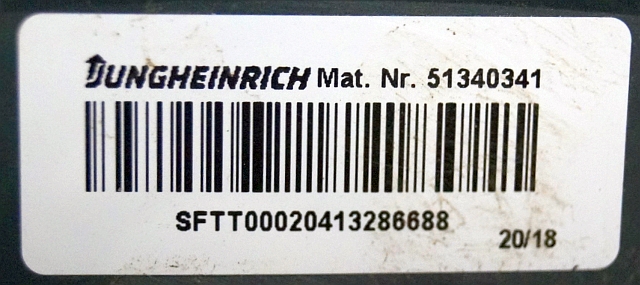 JUNGHEINRICH Mat. Nr. 51340341
SFTT00020413286688
20/18